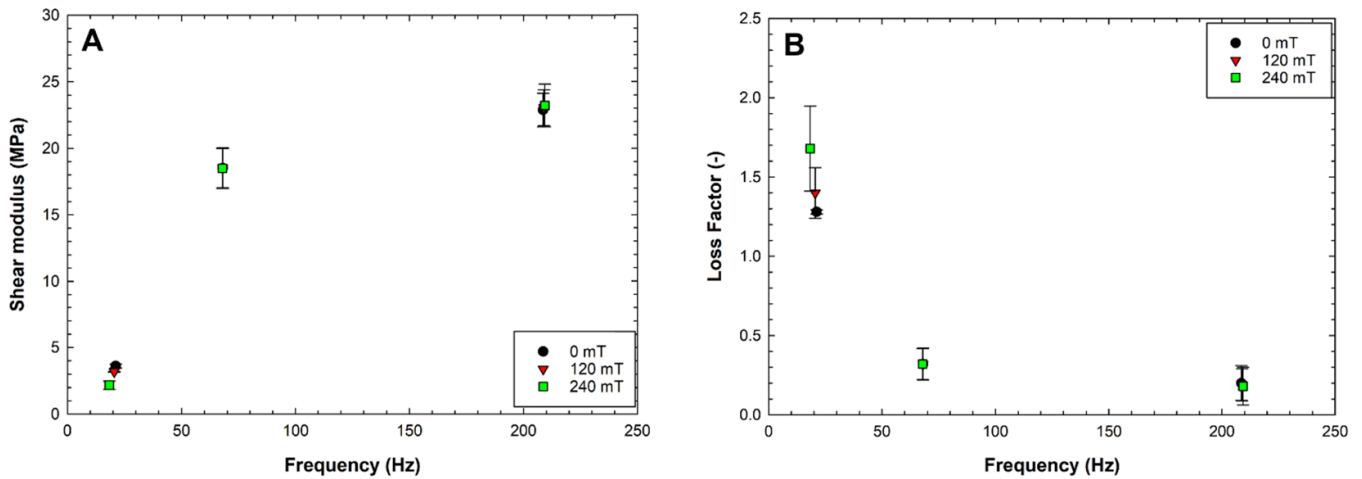 A
30
25
20
15
10
5
0
Shear modulus (MPa)
0 50 100 150 200 250
Frequency (Hz)
0 mT
120 mT
240 mT
B
2.5
2.0
1.5
1.0
0.5
0.0
Loss Factor (-)
0 50 100 150 200 250
Frequency (Hz)
0 mT
120 mT
240 mT